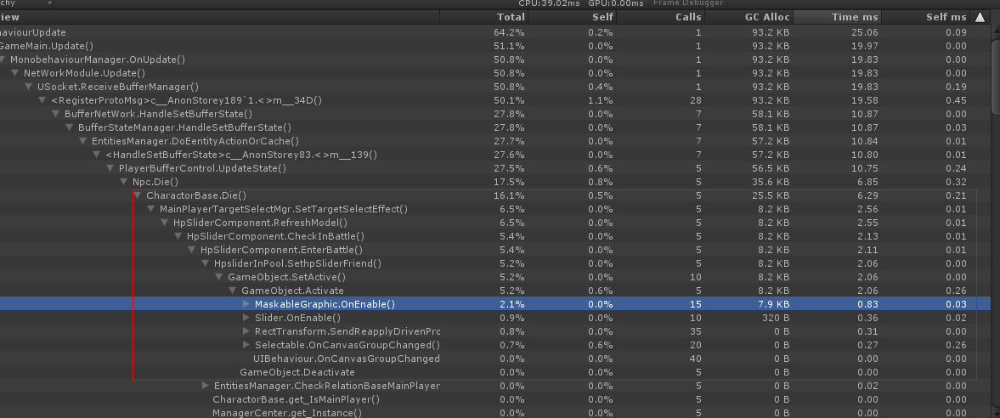 chy CPU:39.02ms GPU:0.00ms Frame Debugger
view Total Self Calls GC Alloc Time ms Self ms
haviourUpdate 64.2% 0.2% 1 93.2 KB 25.06 0.09
GameMain.Update() 51.1% 0.0% 1 93.2 KB 19.97 0.00
MonobehaviourManager.OnUpdate() 50.8% 0.0% 1 93.2 KB 19.83 0.00
NetWorkModule.Update() 50.8% 0.0% 1 93.2 KB 19.83 0.00
USocket.ReceiveBufferManager() 50.8% 0.4% 1 93.2 KB 19.83 0.19
<RegisterProtoMsg>c__AnonStorey189`1.<>m__34D() 50.1% 1.1% 28 93.2 KB 19.58 0.45
BufferNetWork.HandleSetBufferState() 27.8% 0.0% 7 58.1 KB 10.87 0.00
BufferStateManager.HandleSetBufferState() 27.8% 0.0% 7 58.1 KB 10.87 0.03
EntitiesManager.DoEentityActionOrCache() 27.7% 0.0% 7 57.2 KB 10.84 0.01
<HandleSetBufferState>c__AnonStorey83.<>m__139() 27.6% 0.0% 7 57.2 KB 10.80 0.01
PlayerBufferControl.UpdateState() 27.5% 0.6% 5 56.5 KB 10.75 0.24
Npc.Die() 17.5% 0.8% 5 35.6 KB 6.85 0.32
CharactorBase.Die() 16.1% 0.5% 5 25.5 KB 6.29 0.21
MainPlayerTargetSelectMgr.SetTargetSelectEffect() 6.5% 0.0% 5 8.2 KB 2.56 0.01
HpSliderComponent.RefreshModel() 6.5% 0.0% 5 8.2 KB 2.55 0.01
HpSliderComponent.CheckInBattle() 5.4% 0.0% 5 8.2 KB 2.13 0.01
HpSliderComponent.EnterBattle() 5.4% 0.0% 5 8.2 KB 2.11 0.01
HpsliderInPool.SethpSliderFriend() 5.2% 0.0% 5 8.2 KB 2.06 0.00
GameObject.SetActive() 5.2% 0.0% 10 8.2 KB 2.06 0.00
GameObject.Activate 5.2% 0.6% 5 8.2 KB 2.06 0.26
MaskableGraphic.OnEnable() 2.1% 0.0% 15 7.9 KB 0.83 0.03
Slider.OnEnable() 0.9% 0.0% 10 320 B 0.36 0.02
RectTransform.SendReapplyDrivenPro 0.8% 0.0% 35 0 B 0.31 0.00
Selectable.OnCanvasGroupChanged() 0.7% 0.6% 20 0 B 0.27 0.26
UIBehaviour.OnCanvasGroupChanged 0.0% 0.0% 40 0 B 0.00 0.00
GameObject.Deactivate 0.0% 0.0% 5 0 B 0.00 0.00
EntitiesManager.CheckRelationBaseMainPlayer 0.0% 0.0% 5 0 B 0.02 0.00
CharactorBase.get_IsMainPlayer() 0.0% 0.0% 5 0 B 0.00 0.00
ManagerCenter.get_Instance() 0.0% 0.0% 5 0 B 0.00 0.00